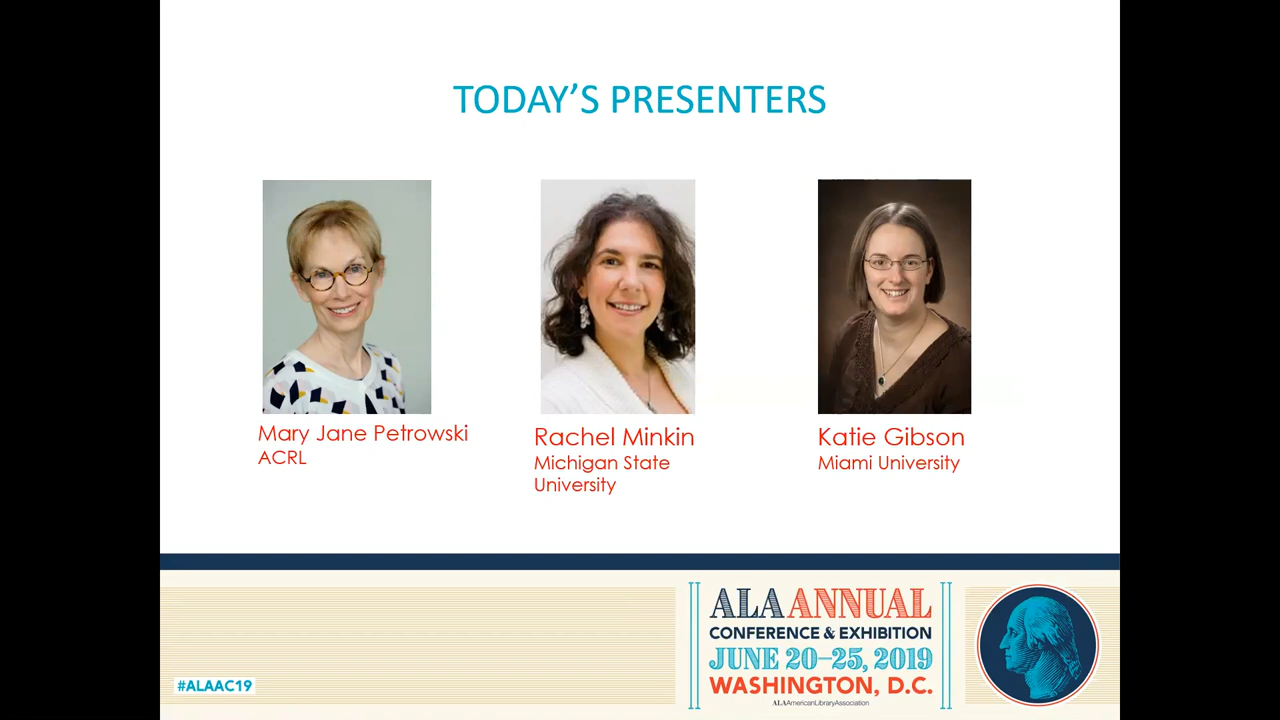 TODAY’S PRESENTERS
Mary Jane Petrowski
ACRL
Rachel Minkin
Michigan State
University
Katie Gibson
Miami University
ALA ANNUAL
CONFERENCE & EXHIBITION
JUNE 20–25, 2019
WASHINGTON, D.C.
ALAAmericanLibraryAssociation
#ALAAC19